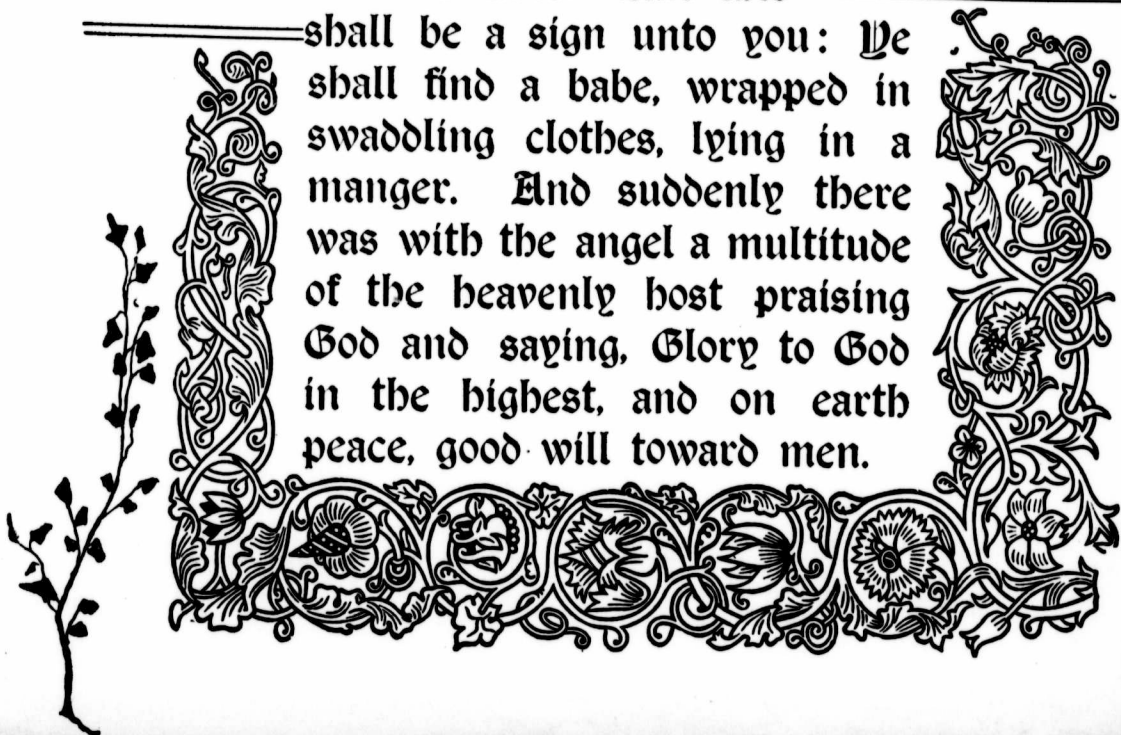 shall be a sign unto you: Ye
shall find a babe, wrapped in
swaddling clothes, lying in a
manger. And suddenly there
was with the angel a multitude
of the heavenly host praising
God and saying, Glory to God
in the highest, and on earth
peace, good will toward men.